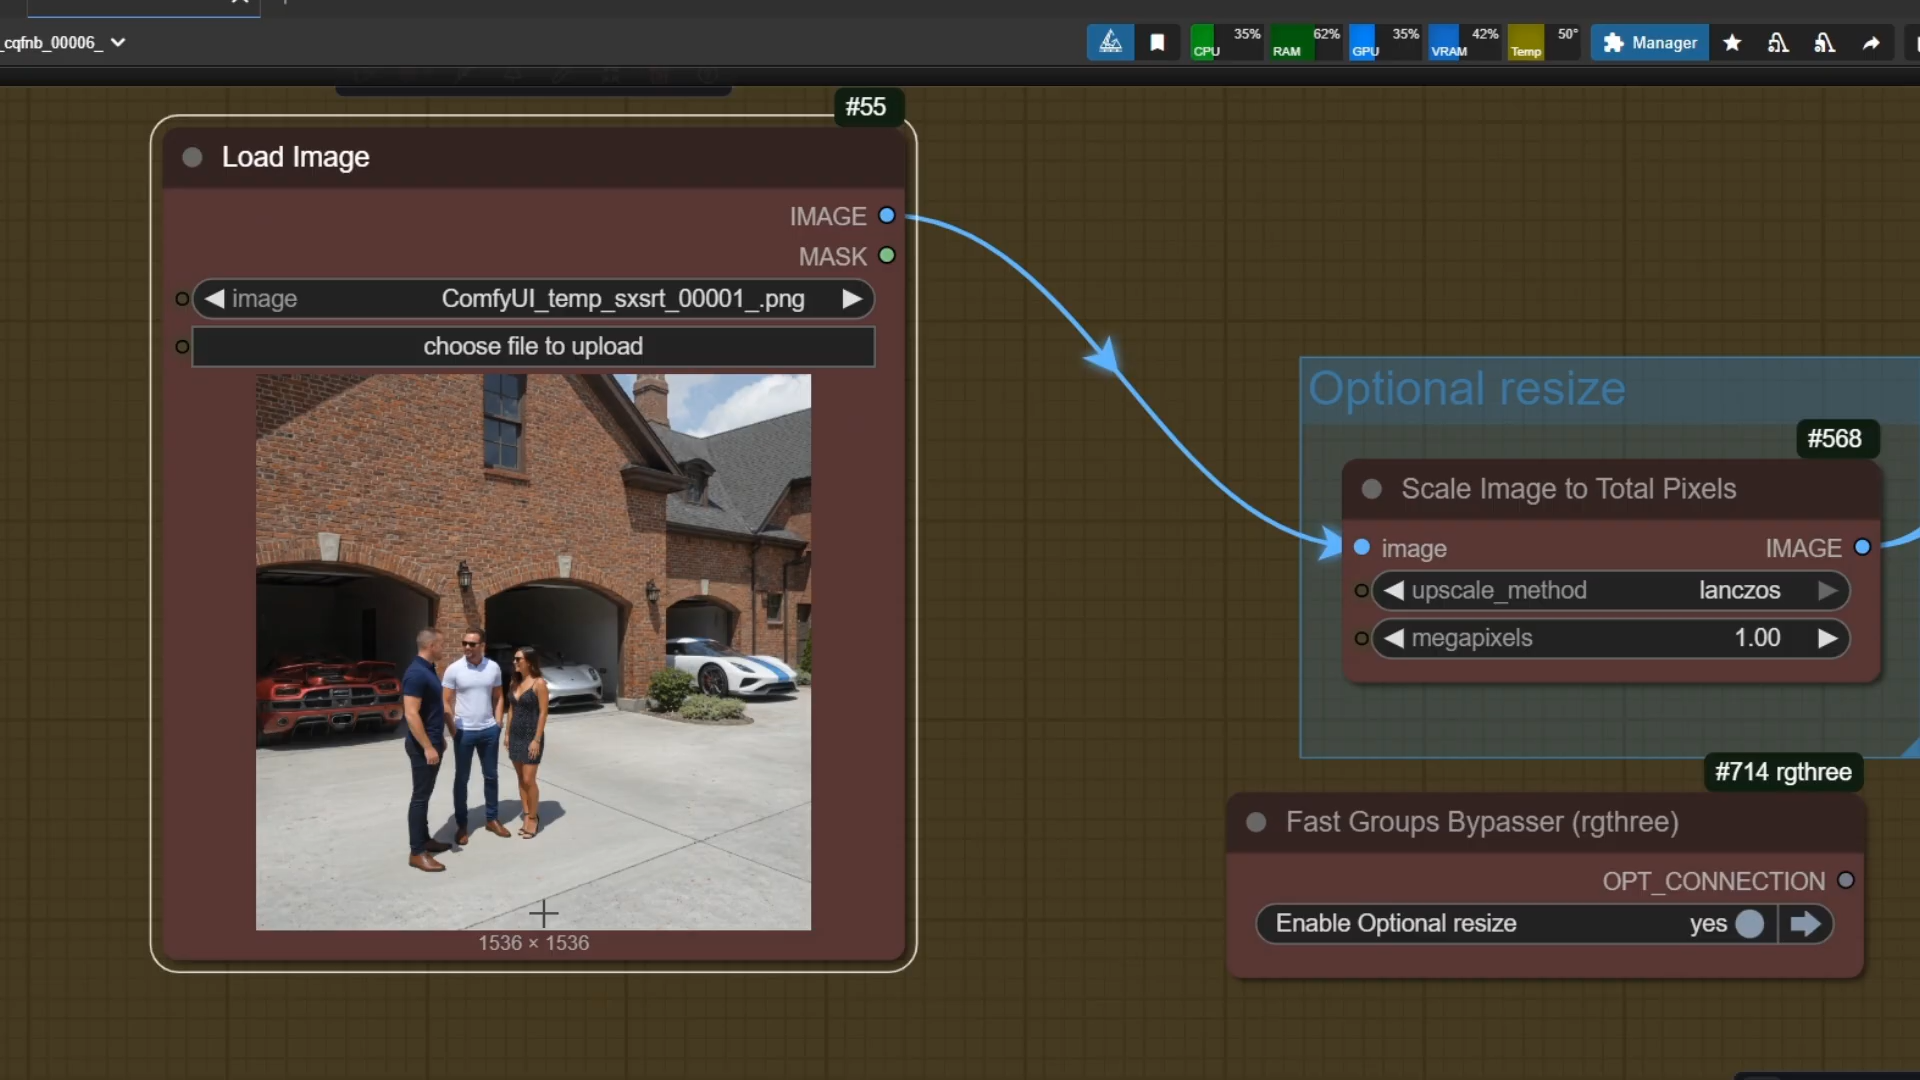 _cqfnb_00006_
CPU 35%
RAM 62%
GPU 35%
VRAM 42%
Temp 50°
Manager
#55
Load Image
IMAGE
MASK
image ComfyUI_temp_sxsrt_00001_.png
choose file to upload
1536 × 1536
Optional resize
#568
Scale Image to Total Pixels
image IMAGE
upscale_method lanczos
megapixels 1.00
#714 rgthree
Fast Groups Bypasser (rgthree)
OPT_CONNECTION
Enable Optional resize yes